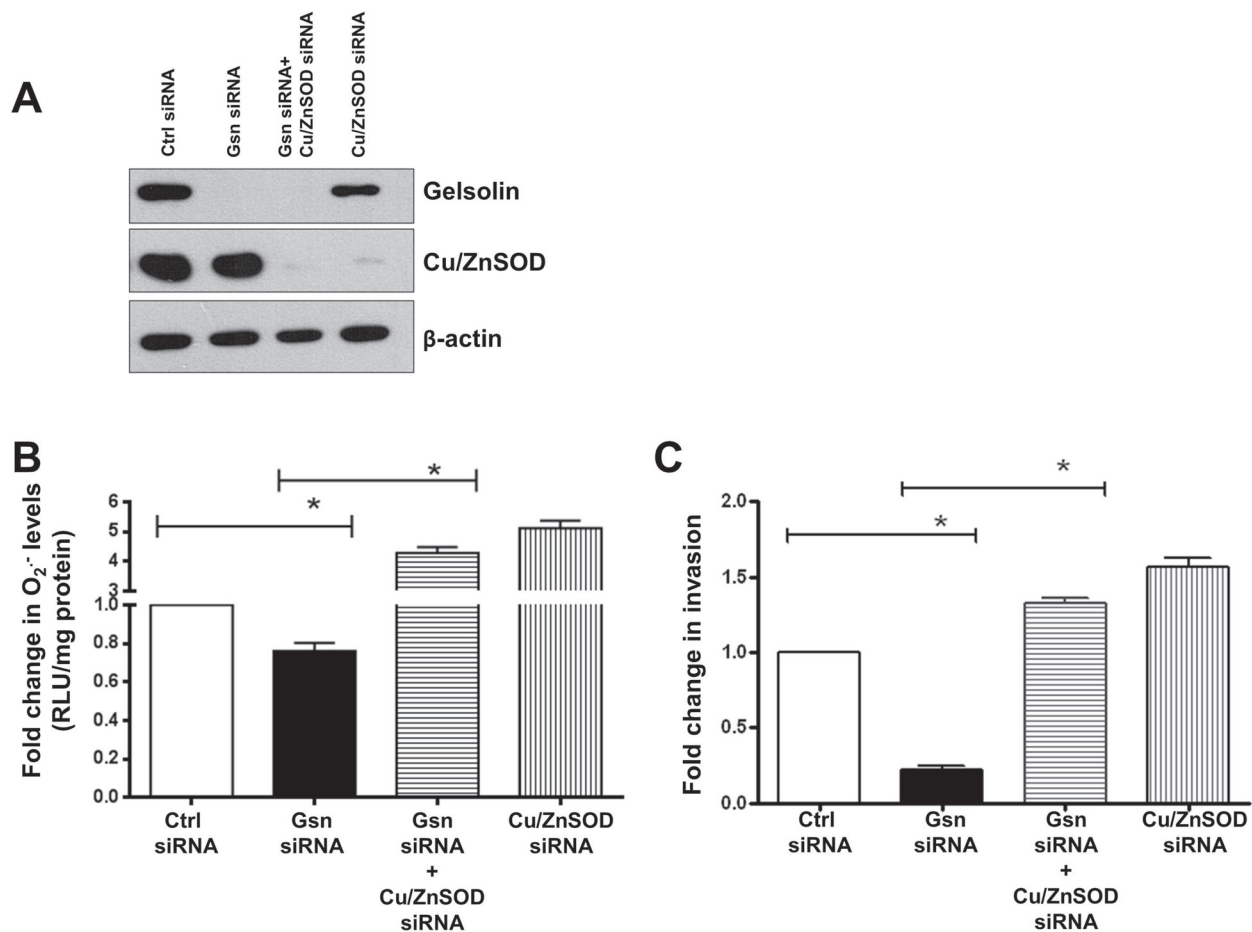 A
Ctrl siRNA
Gsn siRNA
Gsn siRNA+
Cu/ZnSOD siRNA
Cu/ZnSOD siRNA
Gelsolin
Cu/ZnSOD
β-actin
B
Fold change in O₂·- levels
(RLU/mg protein)
6
5
4
3
1.0
0.8
0.6
0.4
0.2
0.0
*
*
Ctrl
siRNA
Gsn
siRNA
Gsn
siRNA
+
Cu/ZnSOD
siRNA
Cu/ZnSOD
siRNA
C
Fold change in invasion
2.0
1.5
1.0
0.5
0.0
*
*
Ctrl
siRNA
Gsn
siRNA
Gsn
siRNA
+
Cu/ZnSOD
siRNA
Cu/ZnSOD
siRNA